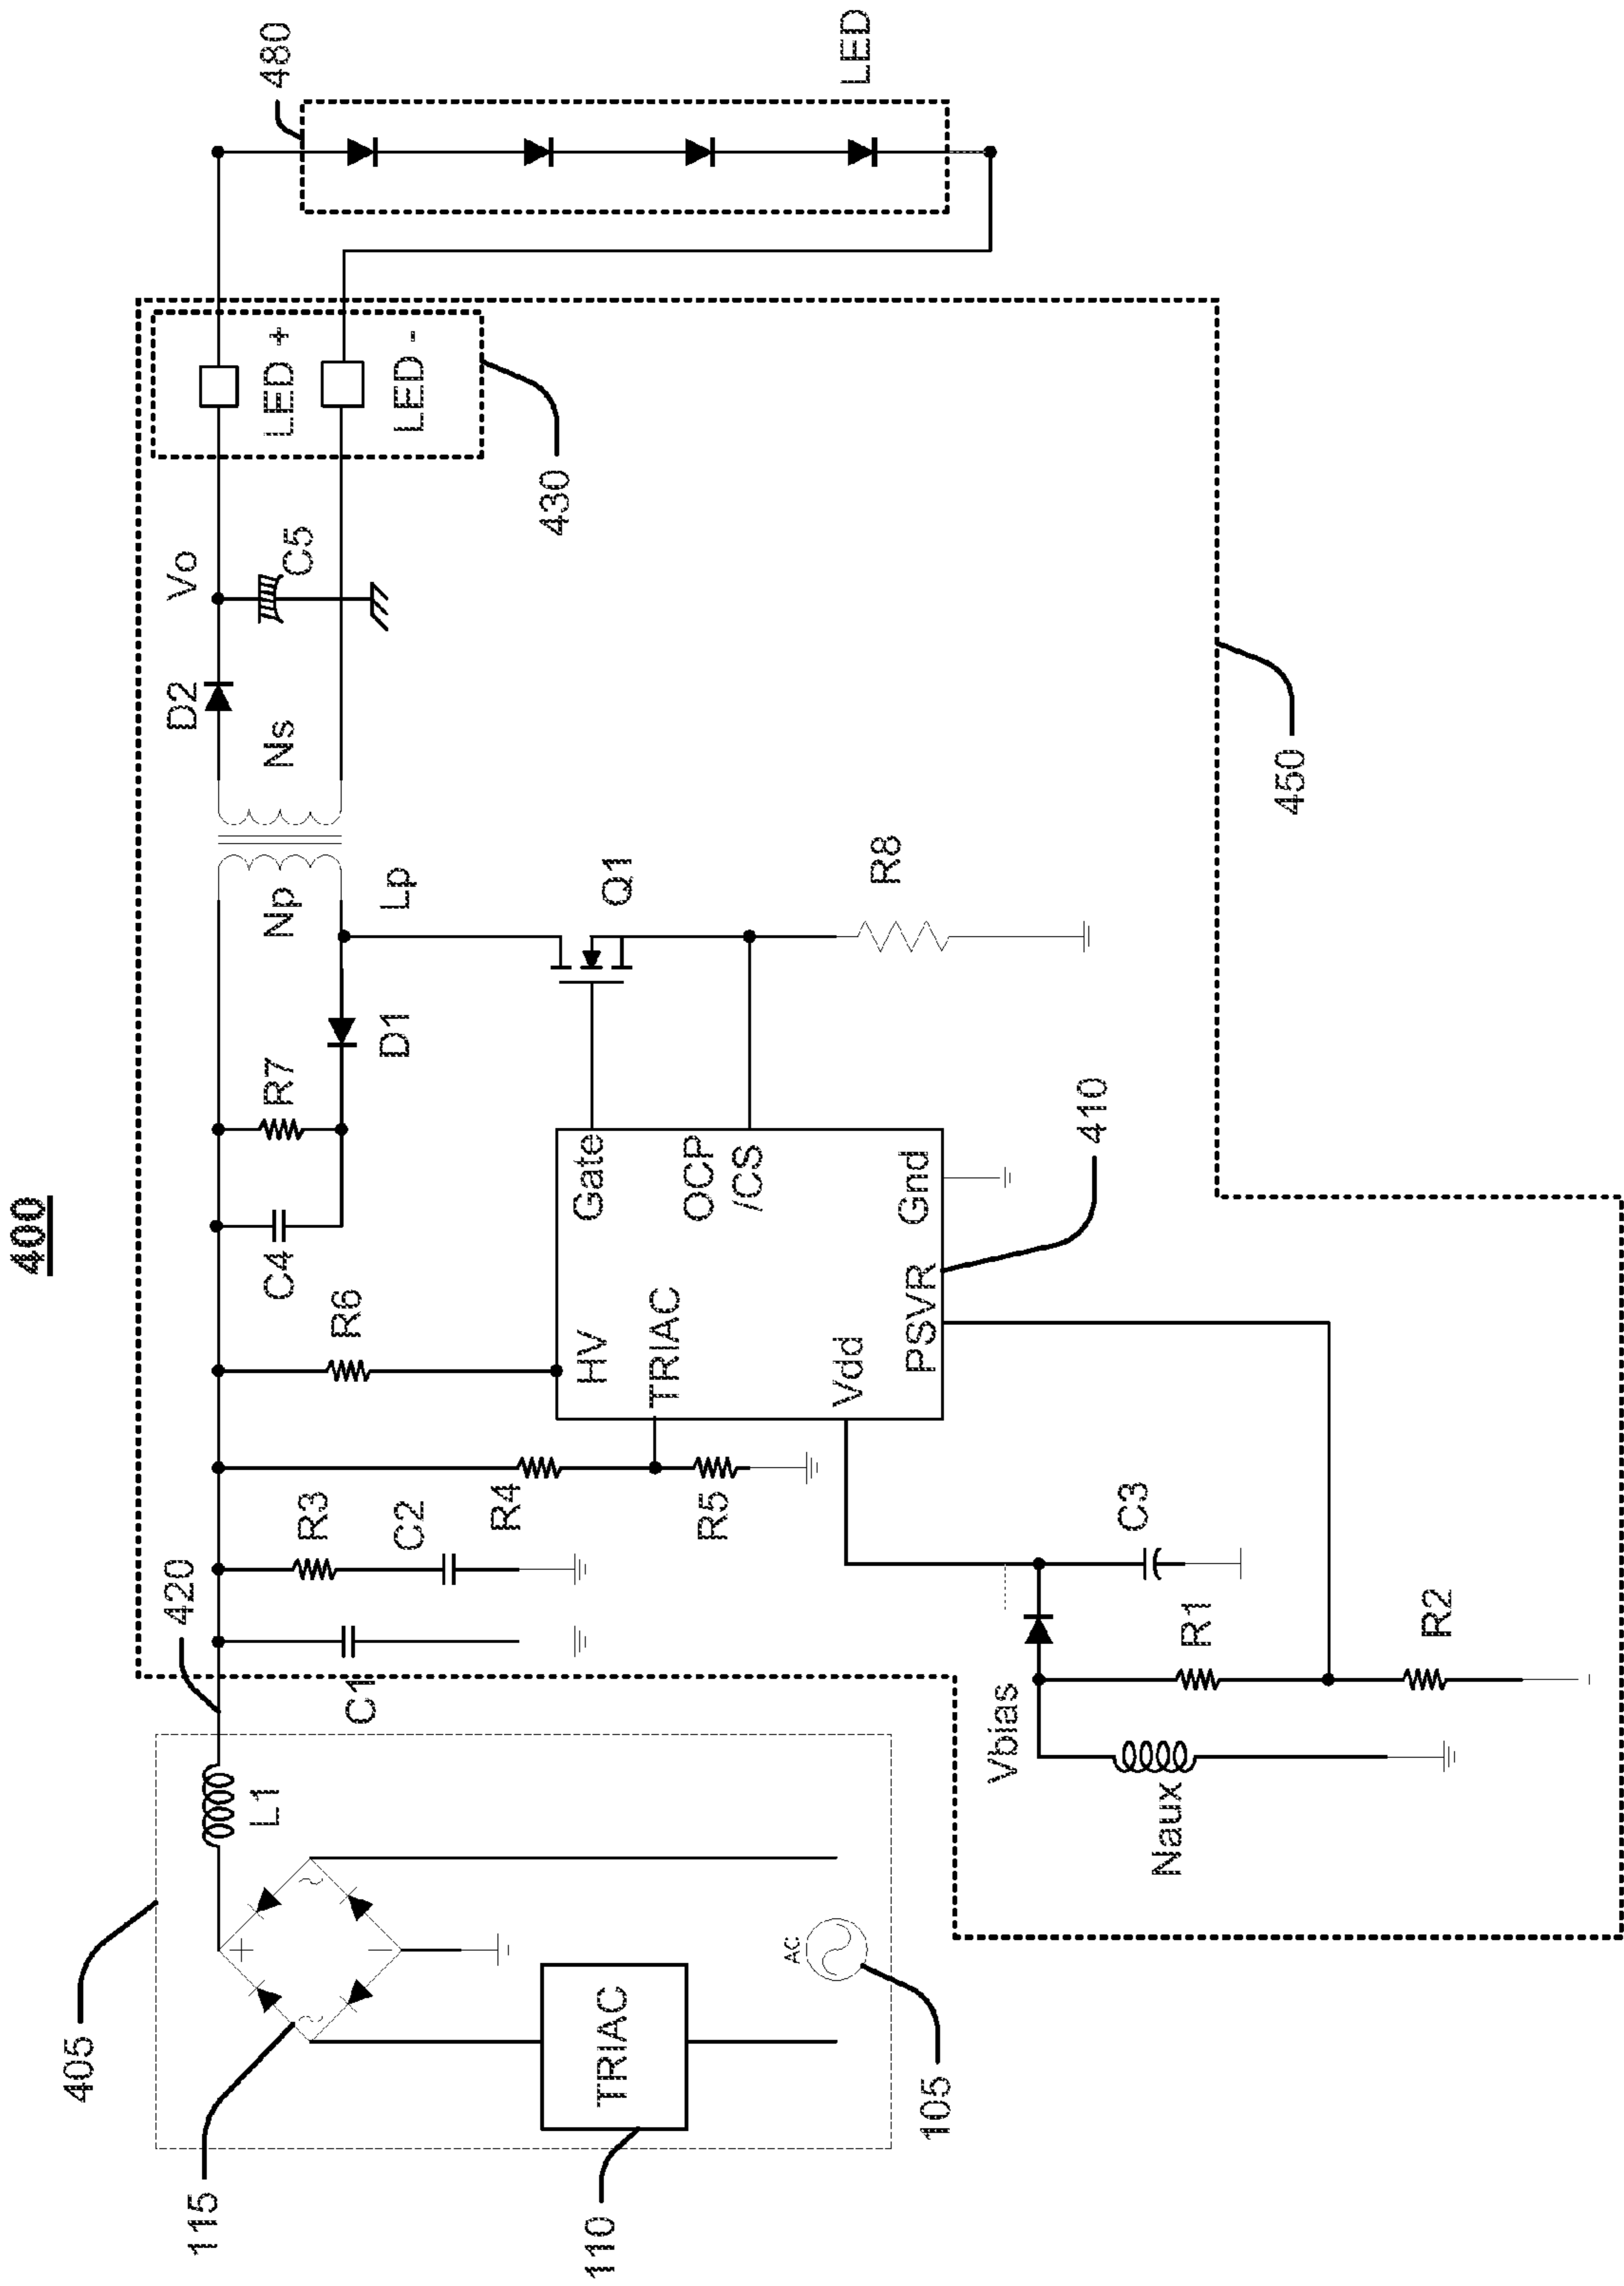 400
405
115
110
TRIAC
105
AC
+
−
L1
420
C1
R3
C2
R4
R5
R6
C4
R7
D1
Np
Lp
Ns
D2
Vo
C5
LED +
LED -
430
480
LED
Q1
R8
HV
TRIAC
Vdd
PSVR
Gnd
Gate
OCP
/CS
410
450
Vbias
Naux
R1
R2
C3